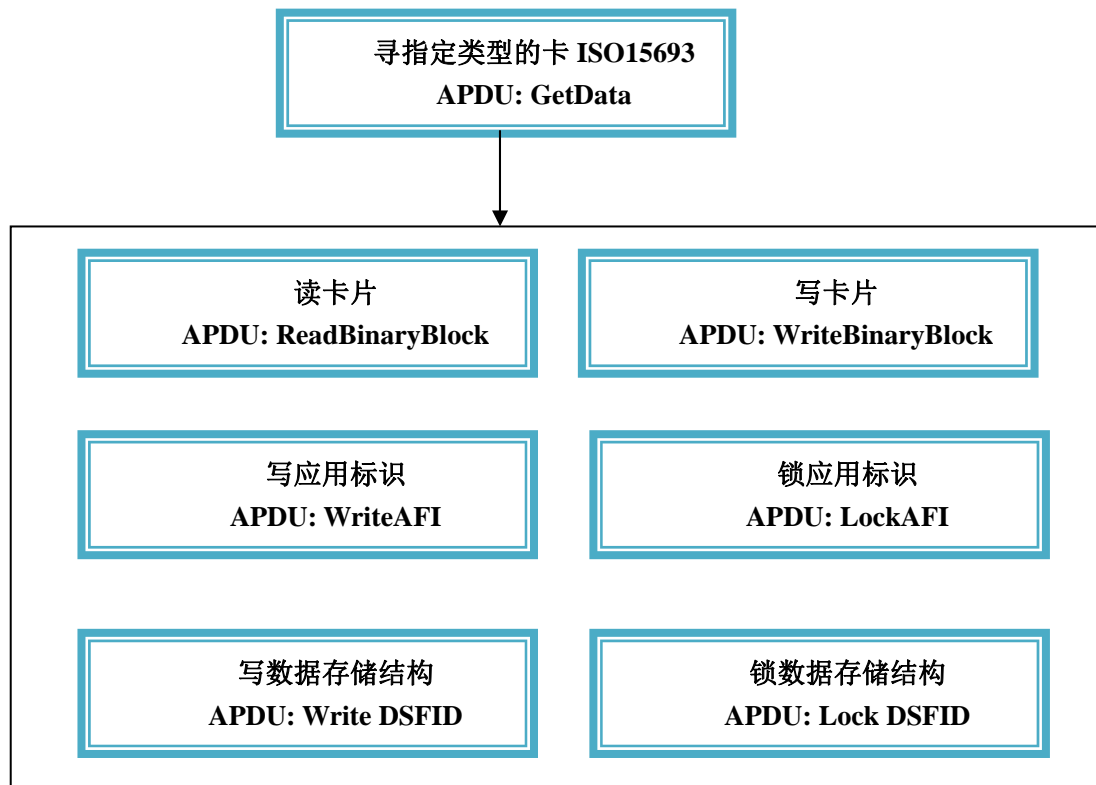 寻指定类型的卡 ISO15693
APDU: GetData
读卡片
APDU: ReadBinaryBlock
写卡片
APDU: WriteBinaryBlock
写应用标识
APDU: WriteAFI
锁应用标识
APDU: LockAFI
写数据存储结构
APDU: Write DSFID
锁数据存储结构
APDU: Lock DSFID